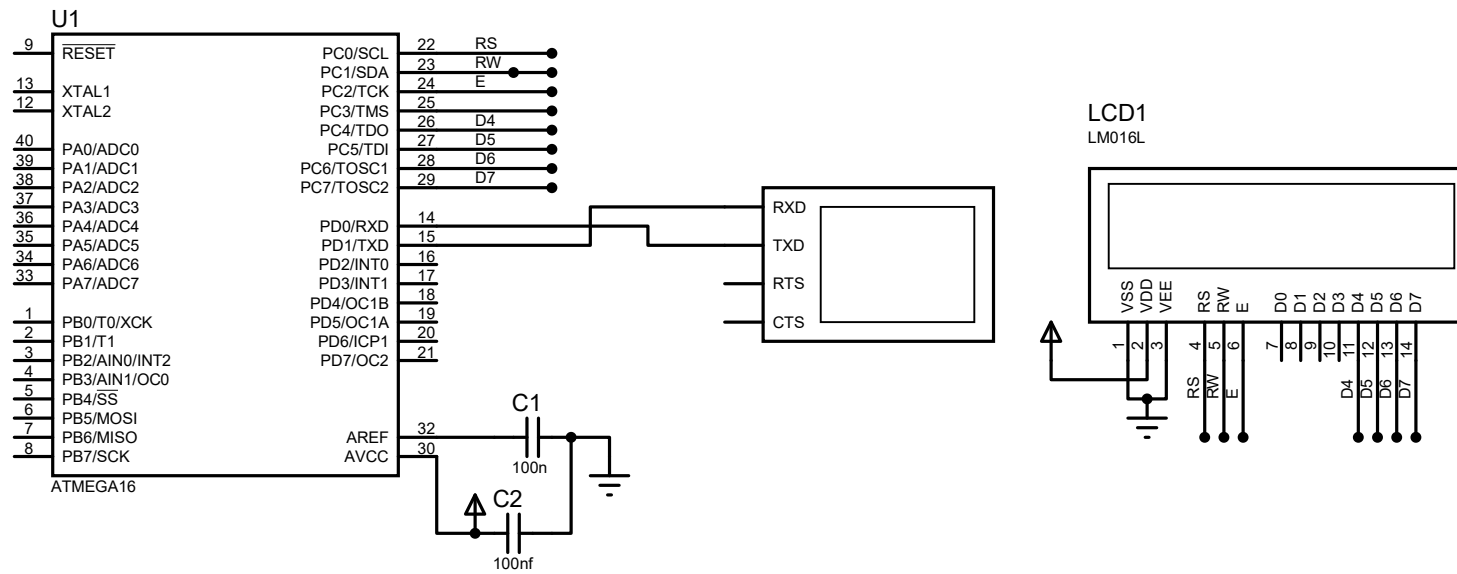 U1
9 RESET
13 XTAL1
12 XTAL2
40 PA0/ADC0
39 PA1/ADC1
38 PA2/ADC2
37 PA3/ADC3
36 PA4/ADC4
35 PA5/ADC5
34 PA6/ADC6
33 PA7/ADC7
1 PB0/T0/XCK
2 PB1/T1
3 PB2/AIN0/INT2
4 PB3/AIN1/OC0
5 PB4/SS
6 PB5/MOSI
7 PB6/MISO
8 PB7/SCK
PC0/SCL 22 RS
PC1/SDA 23 RW
PC2/TCK 24 E
PC3/TMS 25
PC4/TDO 26 D4
PC5/TDI 27 D5
PC6/TOSC1 28 D6
PC7/TOSC2 29 D7
PD0/RXD 14
PD1/TXD 15
PD2/INT0 16
PD3/INT1 17
PD4/OC1B 18
PD5/OC1A 19
PD6/ICP1 20
PD7/OC2 21
AREF 32
AVCC 30
ATMEGA16
C1
100n
C2
100nf
RXD
TXD
RTS
CTS
LCD1
LM016L
VSS
VDD
VEE
RS
RW
E
D0
D1
D2
D3
D4
D5
D6
D7
1
2
3
4
5
6
7
8
9
10
11
12
13
14
RS
RW
E
D4
D5
D6
D7